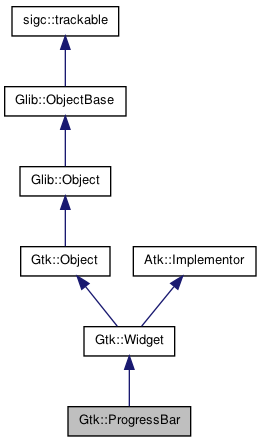 sigc::trackable
Glib::ObjectBase
Glib::Object
Gtk::Object
Atk::Implementor
Gtk::Widget
Gtk::ProgressBar